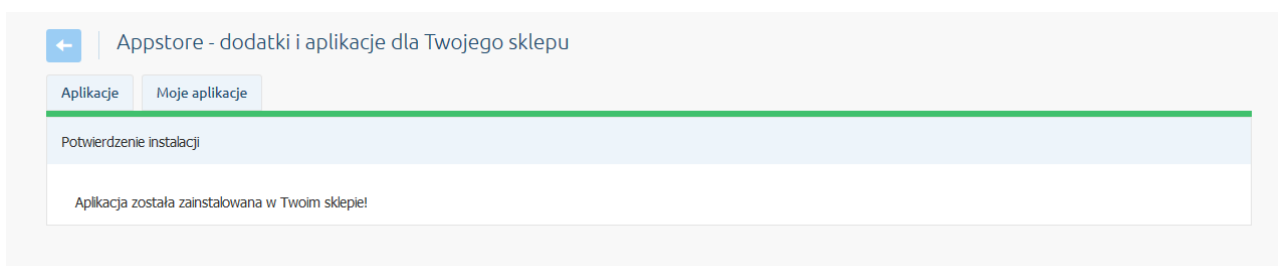 Appstore - dodatki i aplikacje dla Twojego sklepu
Aplikacje Moje aplikacje
Potwierdzenie instalacji
Aplikacja została zainstalowana w Twoim sklepie!